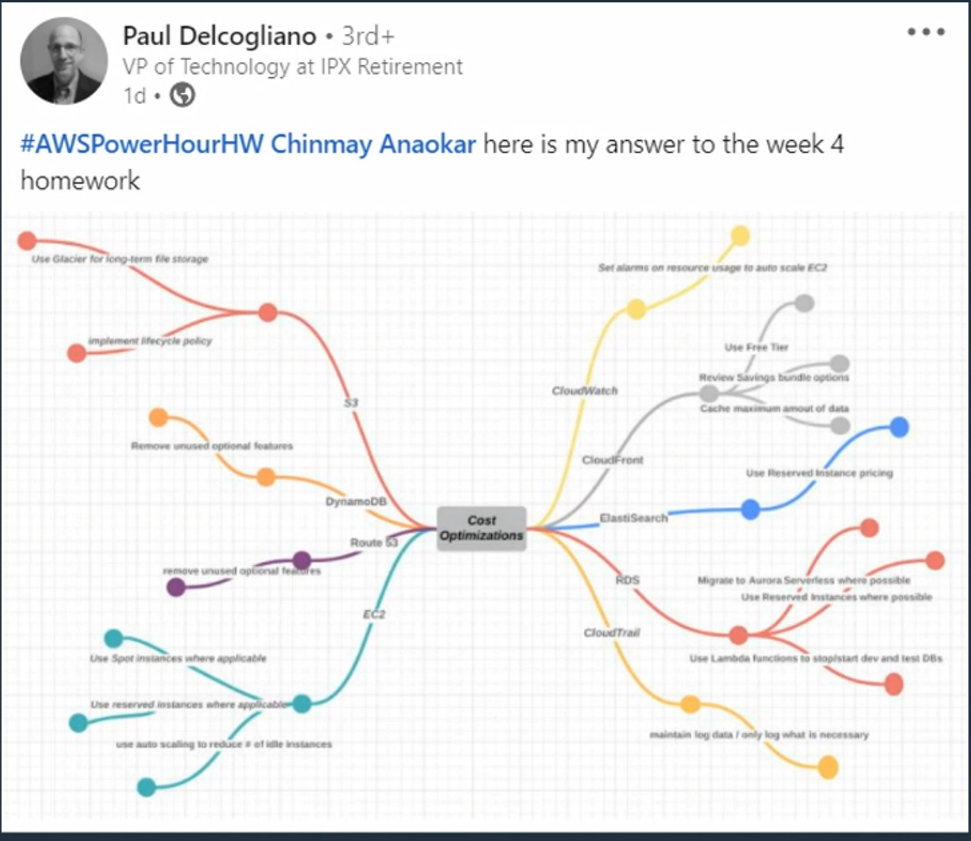 Paul Delcogliano • 3rd+
VP of Technology at IPX Retirement
1d •
#AWSPowerHourHW Chinmay Anaokar here is my answer to the week 4
homework
Use Glacier for long-term file storage
implement lifecycle policy
S3
Remove unused optional features
DynamoDB
Route 53
remove unused optional features
EC2
Use Spot instances where applicable
Use reserved instances where applicable
use auto scaling to reduce # of idle instances
Cost
Optimizations
Set alarms on resource usage to auto scale EC2
CloudWatch
Use Free Tier
Review Savings bundle options
Cache maximum amout of data
CloudFront
Use Reserved Instance pricing
ElastiSearch
RDS
Migrate to Aurora Serverless where possible
Use Reserved Instances where possible
Use Lambda functions to stop/start dev and test DBs
CloudTrail
maintain log data / only log what is necessary